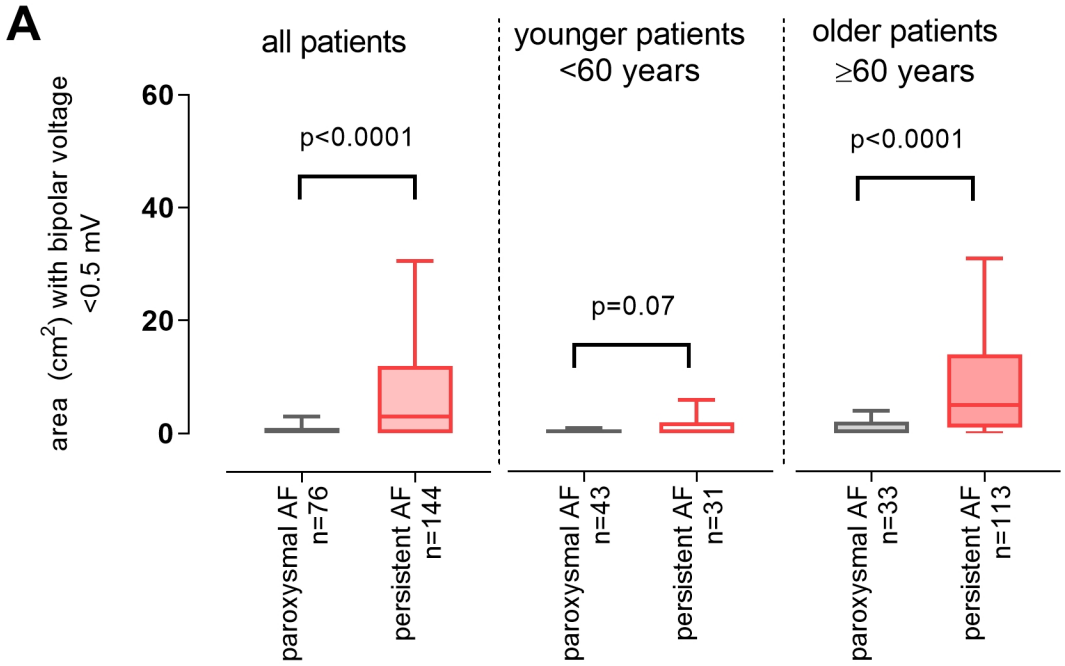 A
all patients
younger patients
<60 years
older patients
≥60 years
area (cm²) with bipolar voltage
<0.5 mV
60
40
20
0
p<0.0001
p=0.07
p<0.0001
paroxysmal AF
n=76
persistent AF
n=144
paroxysmal AF
n=43
persistent AF
n=31
paroxysmal AF
n=33
persistent AF
n=113